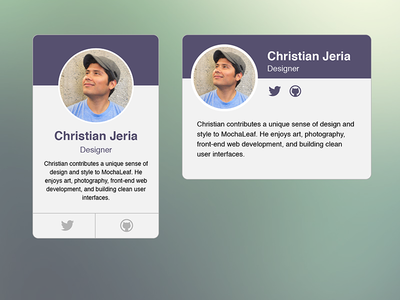 Christian Jeria
Designer
Christian contributes a unique sense of
design and style to MochaLeaf. He
enjoys art, photography, front-end web
development, and building clean user
interfaces.
Christian Jeria
Designer
Christian contributes a unique sense of design and
style to MochaLeaf. He enjoys art, photography,
front-end web development, and building clean
user interfaces.